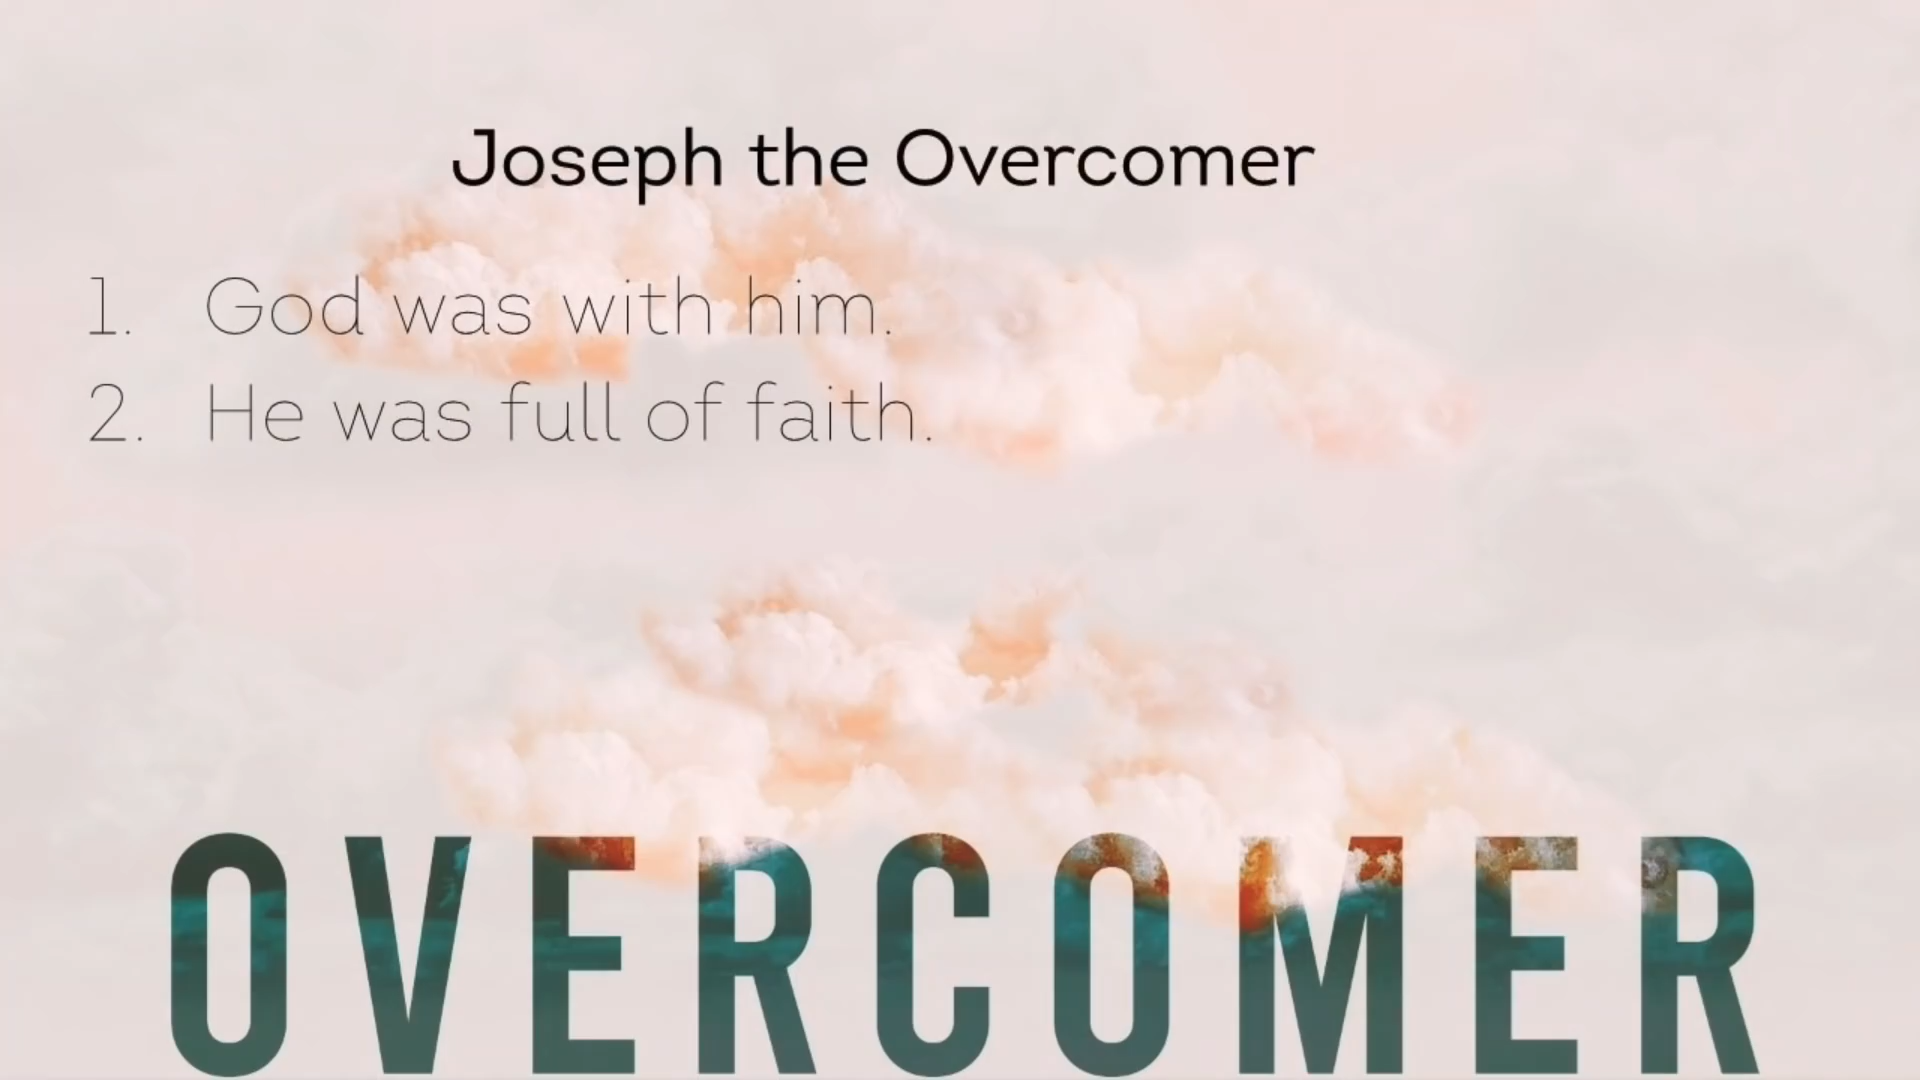 Joseph the Overcomer
1. God was with him.
2. He was full of faith.
OVERCOMER